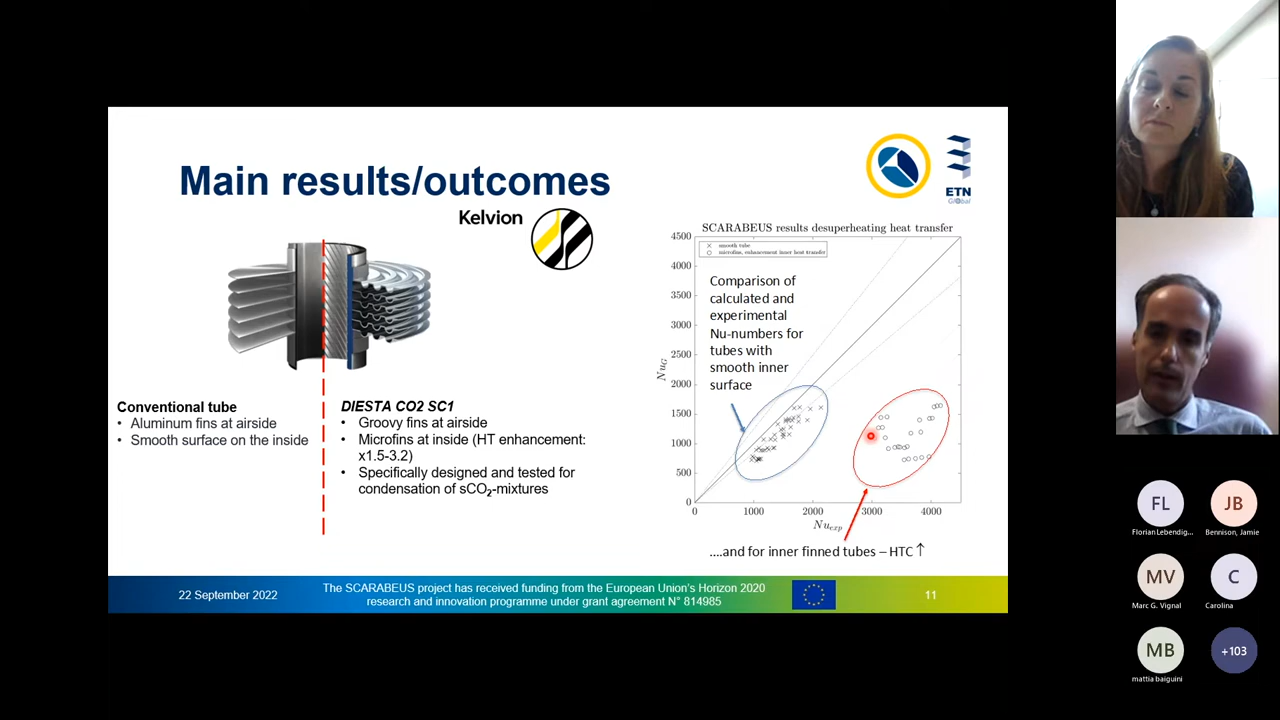 Main results/outcomes
ETN
Global
Kelvion
Conventional tube
• Aluminum fins at airside
• Smooth surface on the inside
DIESTA CO2 SC1
• Groovy fins at airside
• Microfins at inside (HT enhancement:
x1.5-3.2)
• Specifically designed and tested for
condensation of sCO₂-mixtures
SCARABEUS results desuperheating heat transfer
smooth tube
microfins, enhancement inner heat transfer
4500
4000
3500
3000
2500
2000
1500
1000
500
0
Nu_G
Comparison of
calculated and
experimental
Nu-numbers for
tubes with
smooth inner
surface
0 1000 2000 3000 4000
Nu_exp
....and for inner finned tubes – HTC ↑
22 September 2022
The SCARABEUS project has received funding from the European Union's Horizon 2020
research and innovation programme under grant agreement N° 814985
11
FL
Florian Lebendig...
JB
Bennison, Jamie
MV
Marc G. Vignal
C
Carolina
MB
mattia baiguini
+103